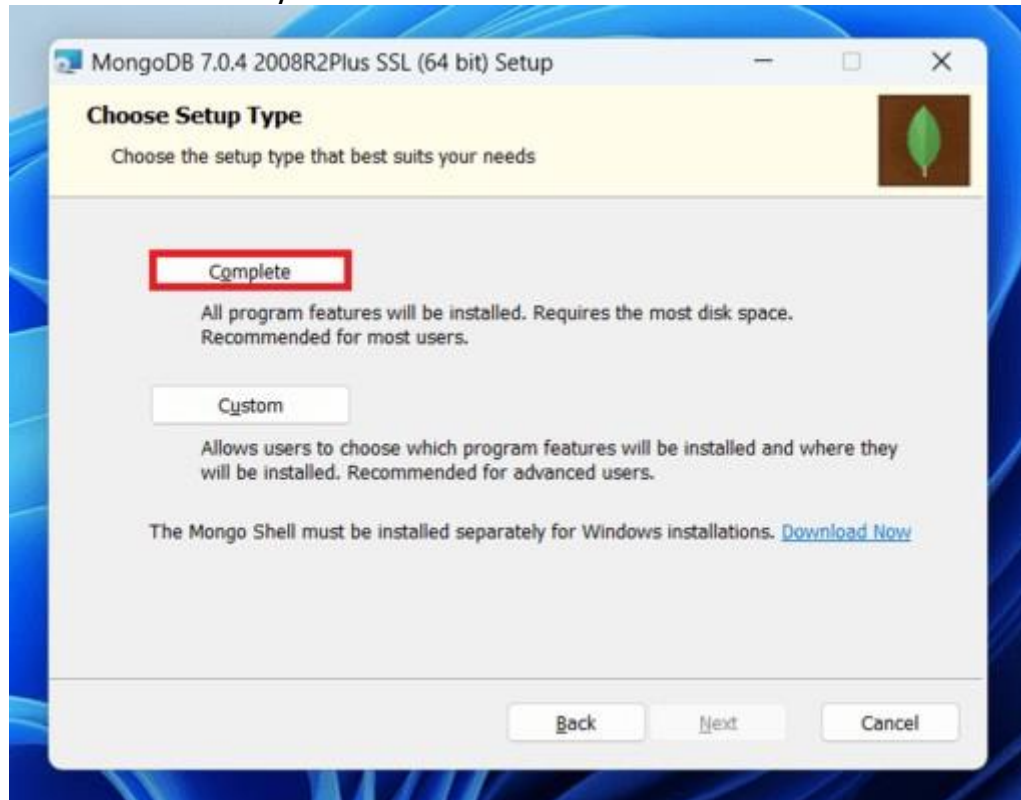 MongoDB 7.0.4 2008R2Plus SSL (64 bit) Setup
Choose Setup Type
Choose the setup type that best suits your needs
Complete
All program features will be installed. Requires the most disk space.
Recommended for most users.
Custom
Allows users to choose which program features will be installed and where they
will be installed. Recommended for advanced users.
The Mongo Shell must be installed separately for Windows installations. Download Now
Back Next Cancel